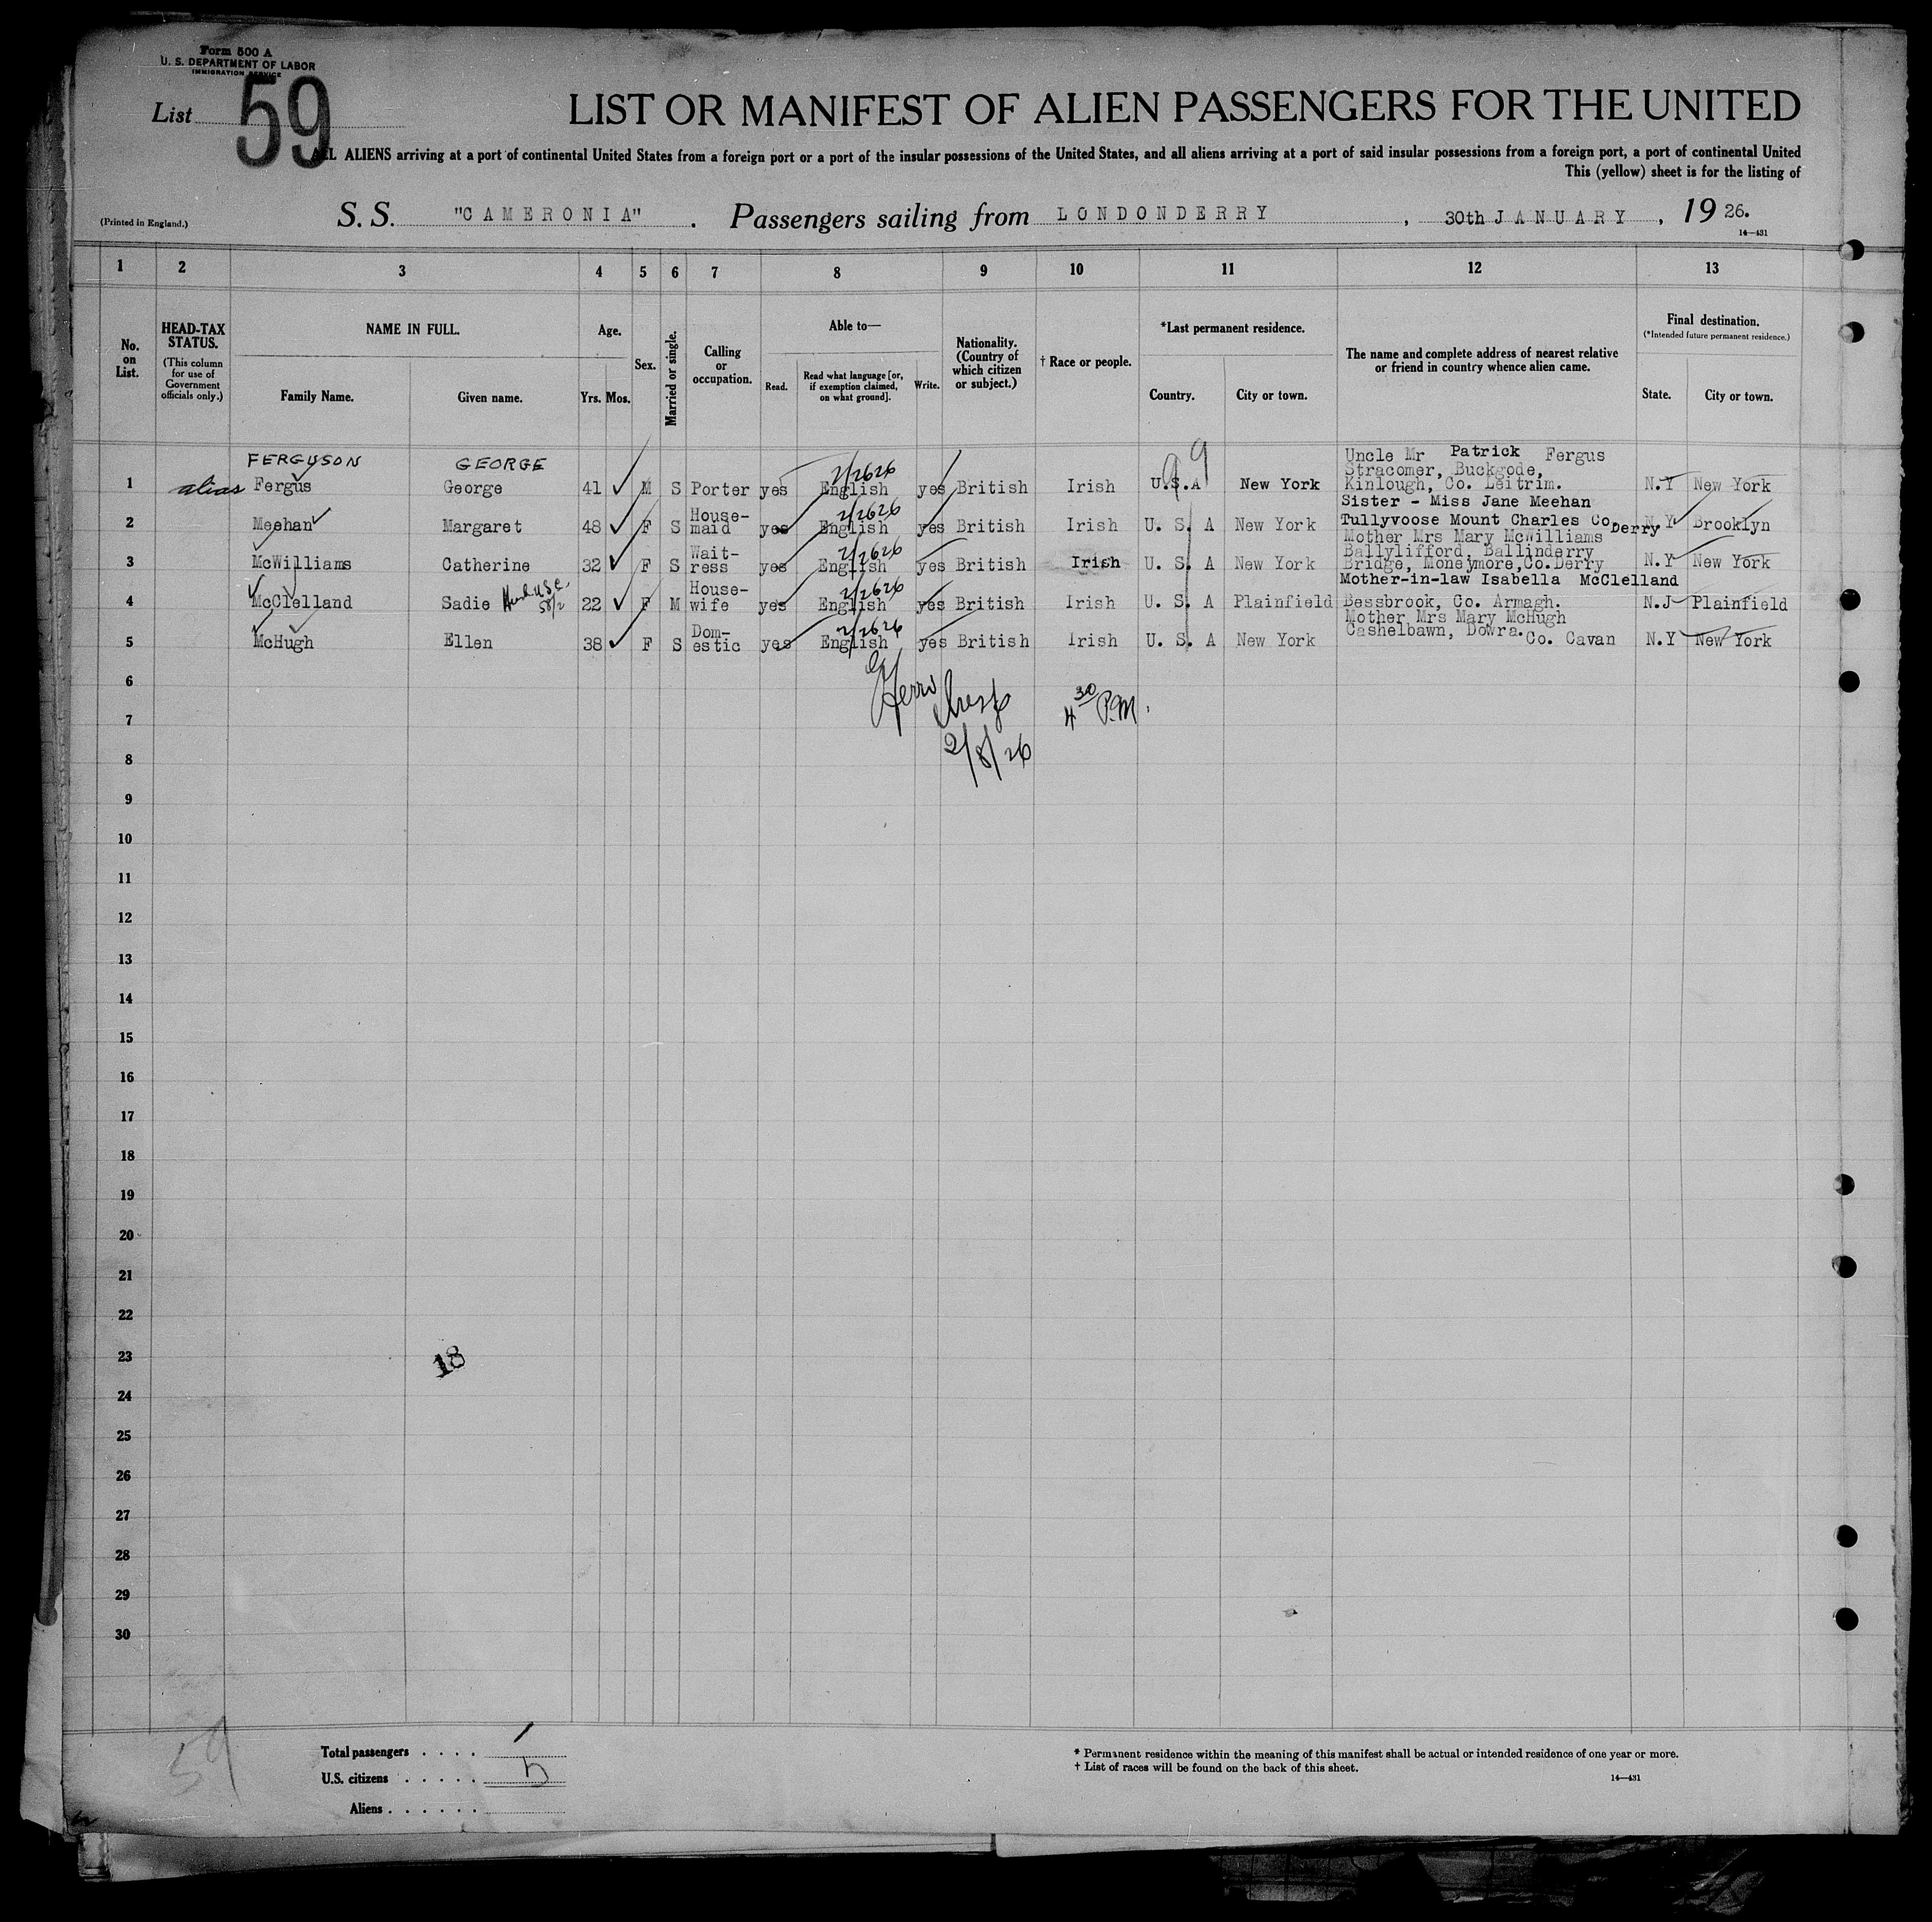 Form 500 A
U. S. DEPARTMENT OF LABOR
IMMIGRATION SERVICE
List 59
LIST OR MANIFEST OF ALIEN PASSENGERS FOR THE UNITED
ALL ALIENS arriving at a port of continental United States from a foreign port or a port of the insular possessions of the United States, and all aliens arriving at a port of said insular possessions from a foreign port, a port of continental United
This (yellow) sheet is for the listing of
(Printed in England.)
S. S. "CAMERONIA". Passengers sailing from LONDONDERRY, 30th JANUARY, 1926.
14—431
1 2 3 4 5 6 7 8 9 10 11 12 13
No. on List.
HEAD-TAX STATUS.
(This column for use of Government officials only.)
NAME IN FULL.
Family Name. Given name.
Age.
Yrs. Mos.
Sex.
Married or single.
Calling or occupation.
Able to—
Read. Read what language [or, if exemption claimed, on what ground]. Write.
Nationality. (Country of which citizen or subject.)
† Race or people.
*Last permanent residence.
Country. City or town.
The name and complete address of nearest relative or friend in country whence alien came.
Final destination.
(*Intended future permanent residence.)
State. City or town.
FERGUSON GEORGE
1 alias Fergus George 41 M S Porter yes English yes British Irish U.S.A New York Uncle Mr Patrick Fergus Stracomer, Buckgode, Kinlough, Co. Leitrim. N.Y New York
2/2626
2 Meehan Margaret 48 F S House-maid yes English yes British Irish U. S. A New York Sister - Miss Jane Meehan Tullyvoose Mount Charles Co. Derry N.Y Brooklyn
2/2626
3 McWilliams Catherine 32 F S Wait-ress yes English yes British Irish U. S. A New York Mother Mrs Mary McWilliams Ballylifford, Ballinderry Bridge, Moneymore, Co. Derry N.Y New York
2/2626
4 McClelland Sadie 22 F M House-wife yes English yes British Irish U. S. A Plainfield Mother-in-law Isabella McClelland Bessbrook, Co. Armagh. N.J Plainfield
2/2626
5 McHugh Ellen 38 F S Dom-estic yes English yes British Irish U. S. A New York Mother Mrs Mary McHugh Cashelbawn, Dowra. Co. Cavan N.Y New York
2/2626
6
4 30 P.M.
7
2/8/26
8
9
10
11
12
13
14
15
16
17
18
19
20
21
22
23
18
24
25
26
27
28
29
30
59
Total passengers . . . .
U.S. citizens . . . . .
Aliens . . . . . .
* Permanent residence within the meaning of this manifest shall be actual or intended residence of one year or more.
† List of races will be found on the back of this sheet.
14—431